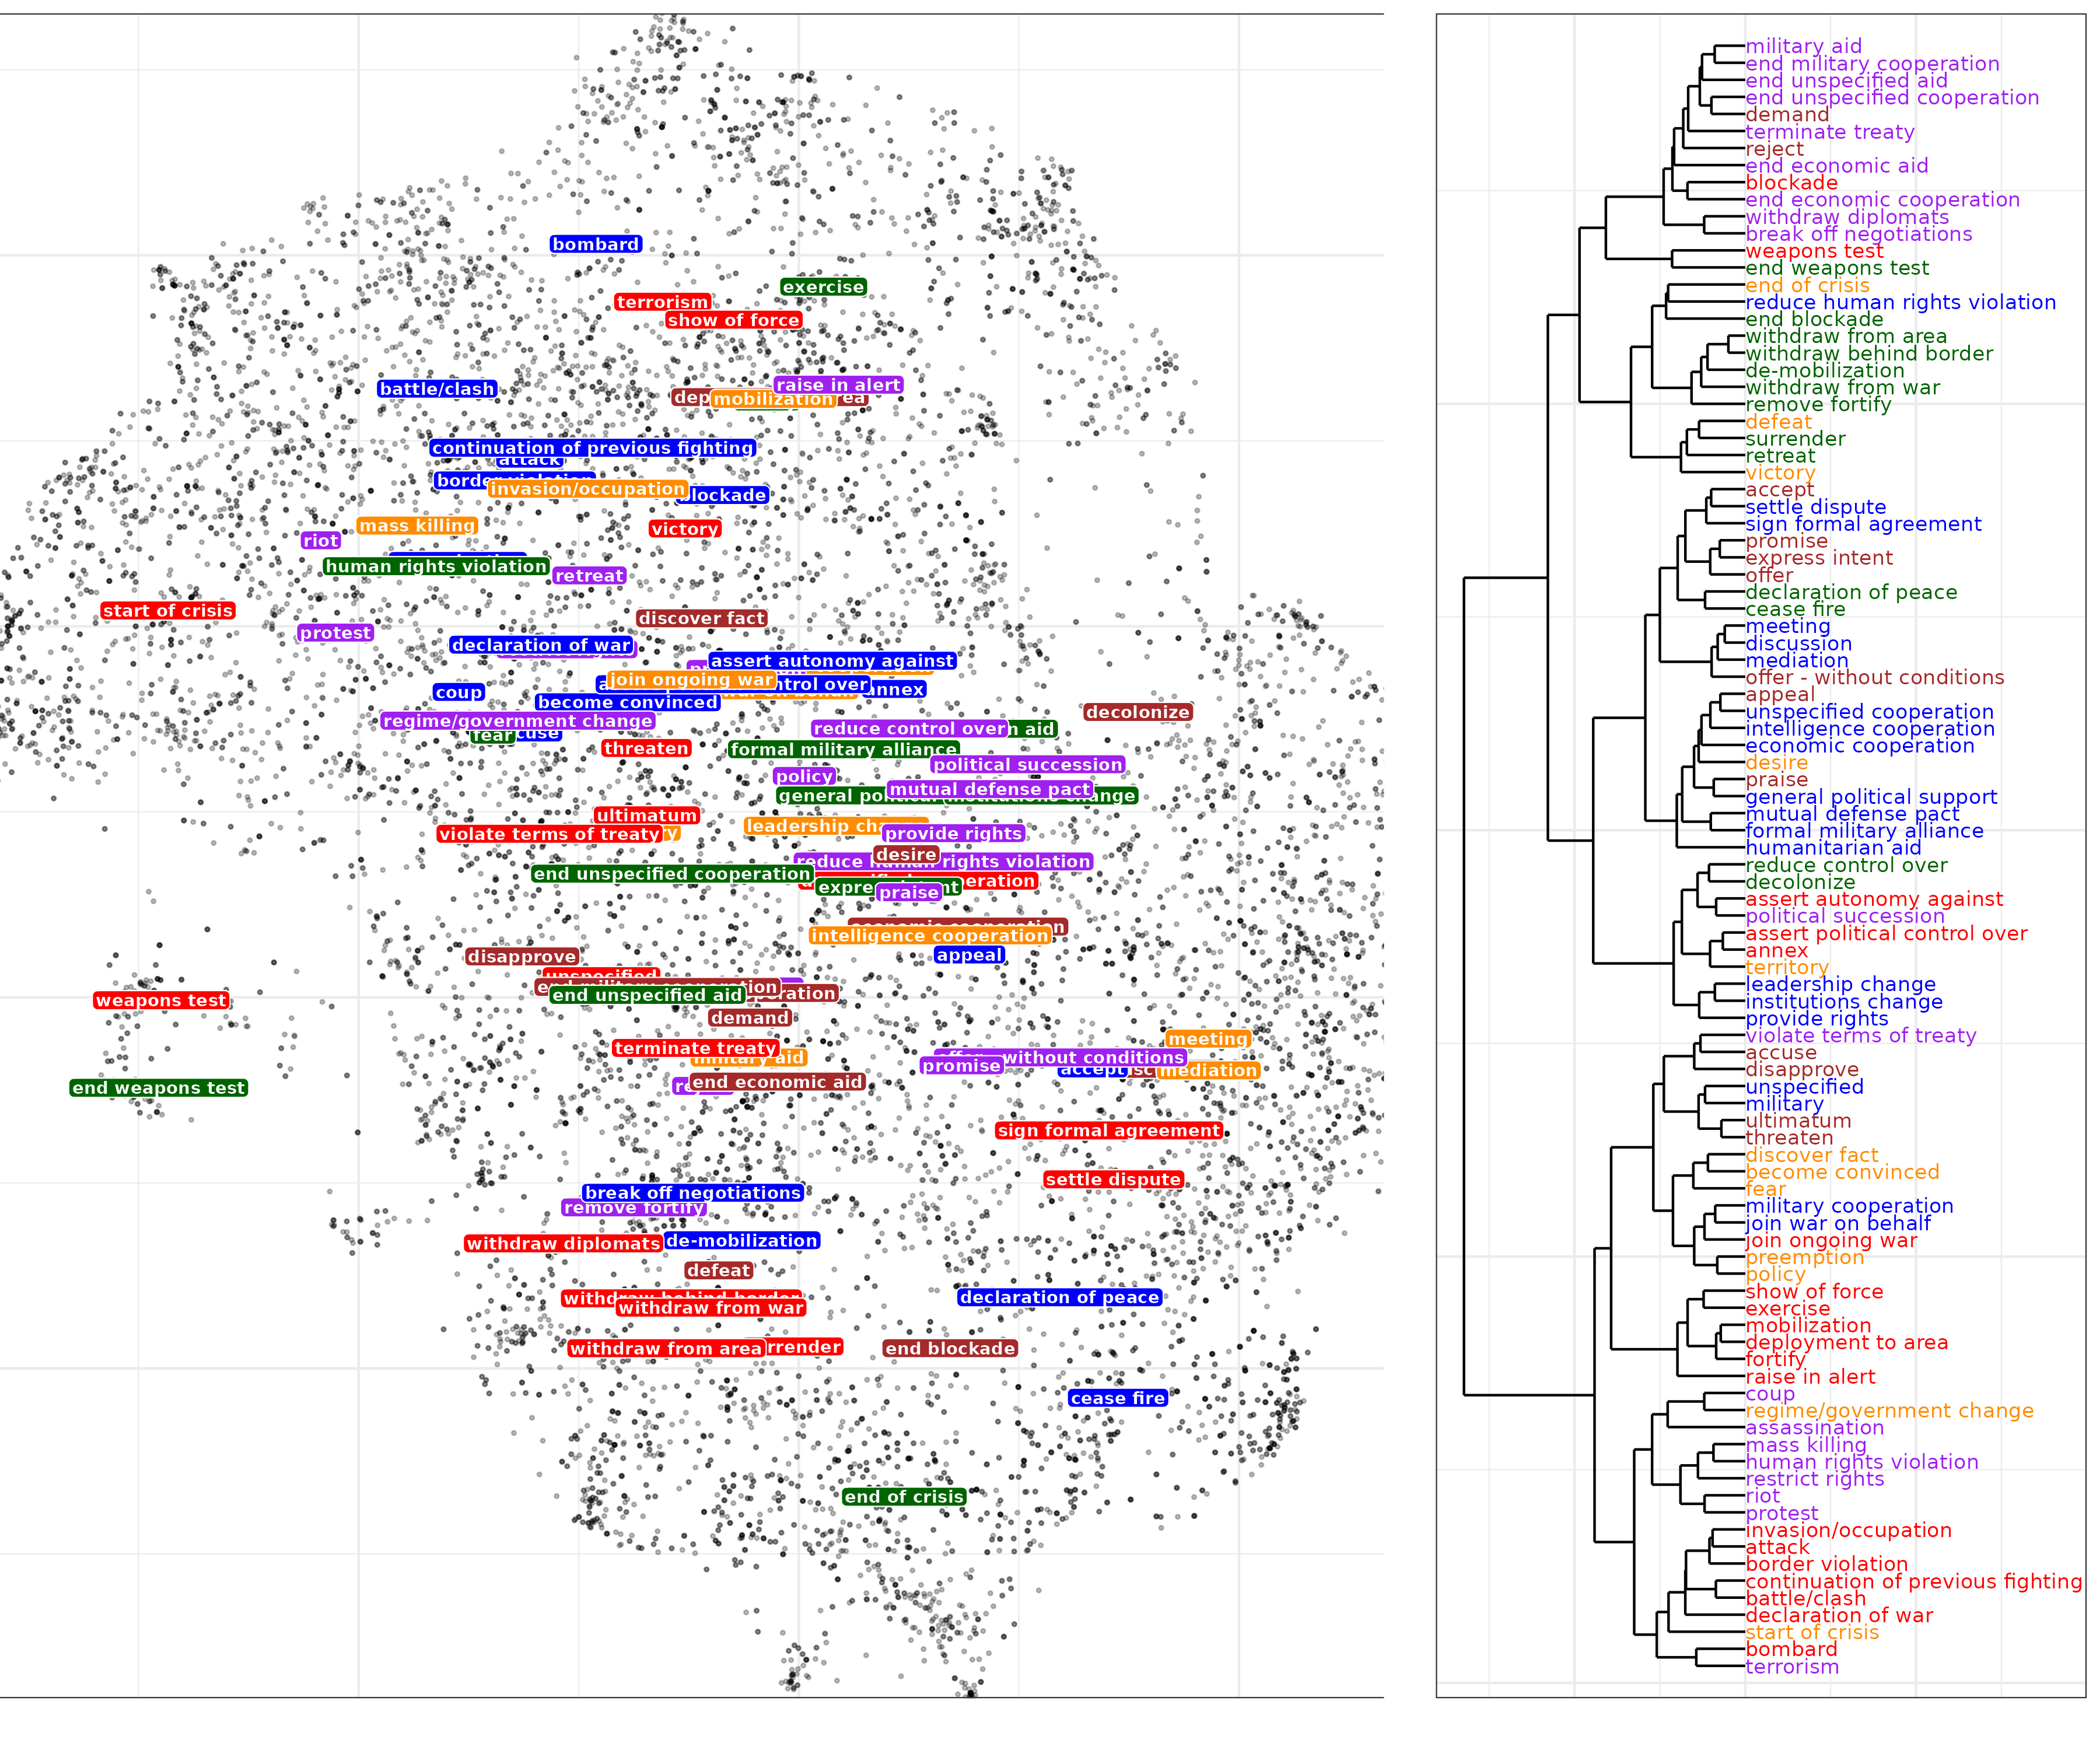 bombard
exercise
terrorism
show of force
raise in alert
battle/clash
dep
mobilization
ea
continuation of previous fighting
attack
invasion/occupation
blockade
mass killing
victory
riot
human rights violation
retreat
start of crisis
discover fact
protest
declaration of war
assert autonomy against
join ongoing war
ntrol over
annex
coup
become convinced
decolonize
regime/government change
reduce control over
n aid
fear
cuse
threaten
formal military alliance
political succession
policy
mutual defense pact
ultimatum
violate terms of treaty
provide rights
desire
reduce
rights violation
end unspecified cooperation
eration
praise
intelligence cooperation
appeal
disapprove
unspecified
end unspecified aid
peration
weapons test
demand
meeting
terminate treaty
without conditions
promise
accept
mediation
end economic aid
end weapons test
sign formal agreement
settle dispute
break off negotiations
remove fortify
withdraw diplomats
de-mobilization
defeat
declaration of peace
withdraw behind border
withdraw from war
withdraw from area
rrender
end blockade
cease fire
end of crisis
military aid
end military cooperation
end unspecified aid
end unspecified cooperation
demand
terminate treaty
reject
end economic aid
blockade
end economic cooperation
withdraw diplomats
break off negotiations
weapons test
end weapons test
end of crisis
reduce human rights violation
end blockade
withdraw from area
withdraw behind border
de-mobilization
withdraw from war
remove fortify
defeat
surrender
retreat
victory
accept
settle dispute
sign formal agreement
promise
express intent
offer
declaration of peace
cease fire
meeting
discussion
mediation
offer - without conditions
appeal
unspecified cooperation
intelligence cooperation
economic cooperation
desire
praise
general political support
mutual defense pact
formal military alliance
humanitarian aid
reduce control over
decolonize
assert autonomy against
political succession
assert political control over
annex
territory
leadership change
institutions change
provide rights
violate terms of treaty
accuse
disapprove
unspecified
military
ultimatum
threaten
discover fact
become convinced
fear
military cooperation
join war on behalf
join ongoing war
preemption
policy
show of force
exercise
mobilization
deployment to area
fortify
raise in alert
coup
regime/government change
assassination
mass killing
human rights violation
restrict rights
riot
protest
invasion/occupation
attack
border violation
continuation of previous fighting
battle/clash
declaration of war
start of crisis
bombard
terrorism